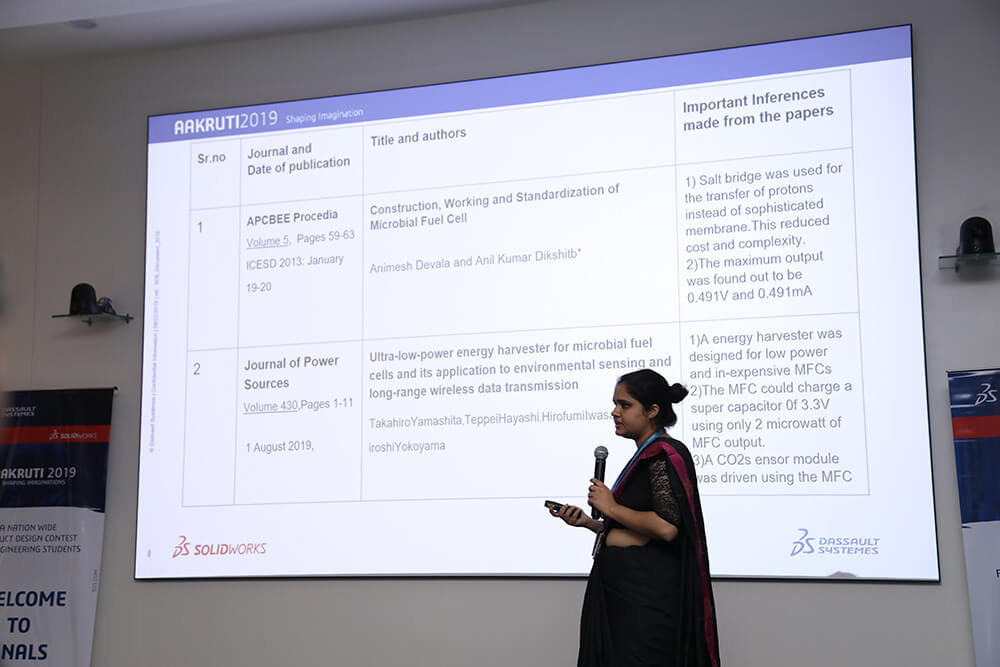 AAKRUTI2019 Shaping Imagination
Sr.no
Journal and
Date of publication
Title and authors
Important Inferences
made from the papers
1
APCBEE Procedia
Volume 5, Pages 59-63
ICESD 2013: January
19-20
Construction, Working and Standardization of
Microbial Fuel Cell
Animesh Devala and Anil Kumar Dikshitb*
1) Salt bridge was used for
the transfer of protons
instead of sophisticated
membrane.This reduced
cost and complexity.
2)The maximum output
was found out to be
0.491V and 0.491mA
2
Journal of Power
Sources
Volume 430,Pages 1-11
1 August 2019,
Ultra-low-power energy harvester for microbial fuel
cells and its application to environmental sensing and
long-range wireless data transmission
TakahiroYamashita,TeppeiHayashi,HirofumiIwas
iroshiYokoyama
1)A energy harvester was
designed for low power
and in-expensive MFCs
2)The MFC could charge a
super capacitor 0f 3.3V
using only 2 microwatt of
MFC output.
3)A CO2s ensor module
was driven using the MFC
3DS SOLIDWORKS
3DS DASSAULT
SYSTEMES
DASSAULT
SYSTEMES
SOLIDWORKS
AKRUTI 2019
SHAPING IMAGINATIONS
A NATION WIDE
UCT DESIGN CONTEST
GINEERING STUDENTS
ELCOME
TO
NALS